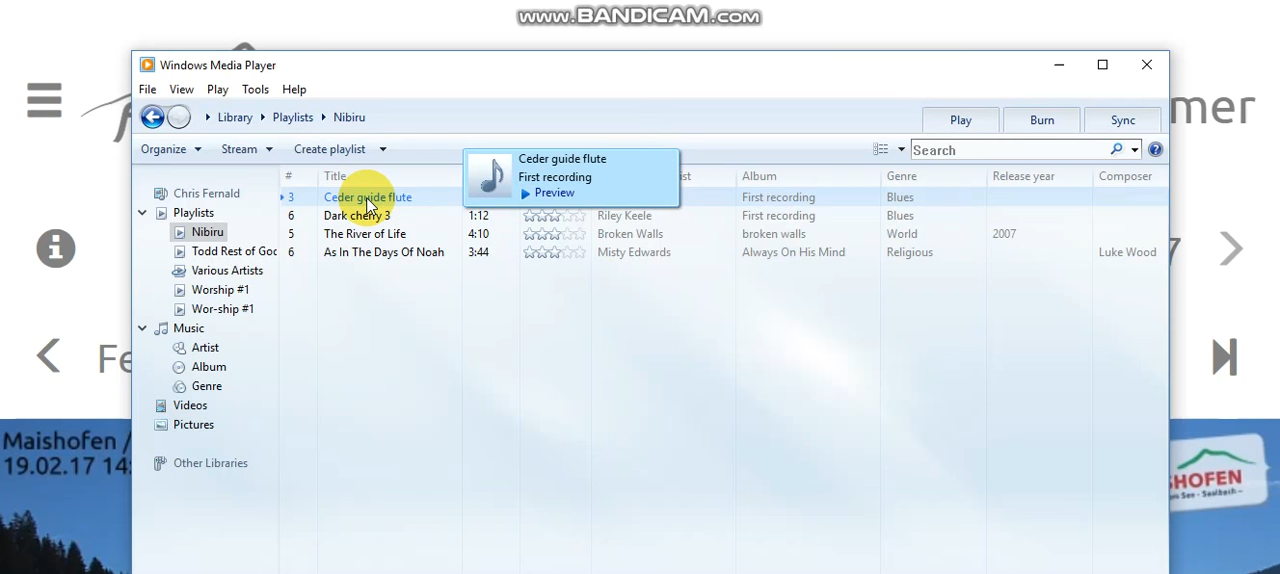 www.BANDICAM.com
Windows Media Player
File View Play Tools Help
Library Playlists Nibiru
Play Burn Sync
Organize Stream Create playlist
Search
Chris Fernald
Playlists
Nibiru
Todd Rest of Goc
Various Artists
Worship #1
Wor-ship #1
Music
Artist
Album
Genre
Videos
Pictures
Other Libraries
# Title Album Genre Release year Composer
3 Ceder guide flute First recording Blues
6 Dark cherry 3 1:12 Riley Keele First recording Blues
5 The River of Life 4:10 Broken Walls broken walls World 2007
6 As In The Days Of Noah 3:44 Misty Edwards Always On His Mind Religious Luke Wood
Ceder guide flute
First recording
Preview
mer
7
Fe
Maishofen /
19.02.17 14:
SHOFEN